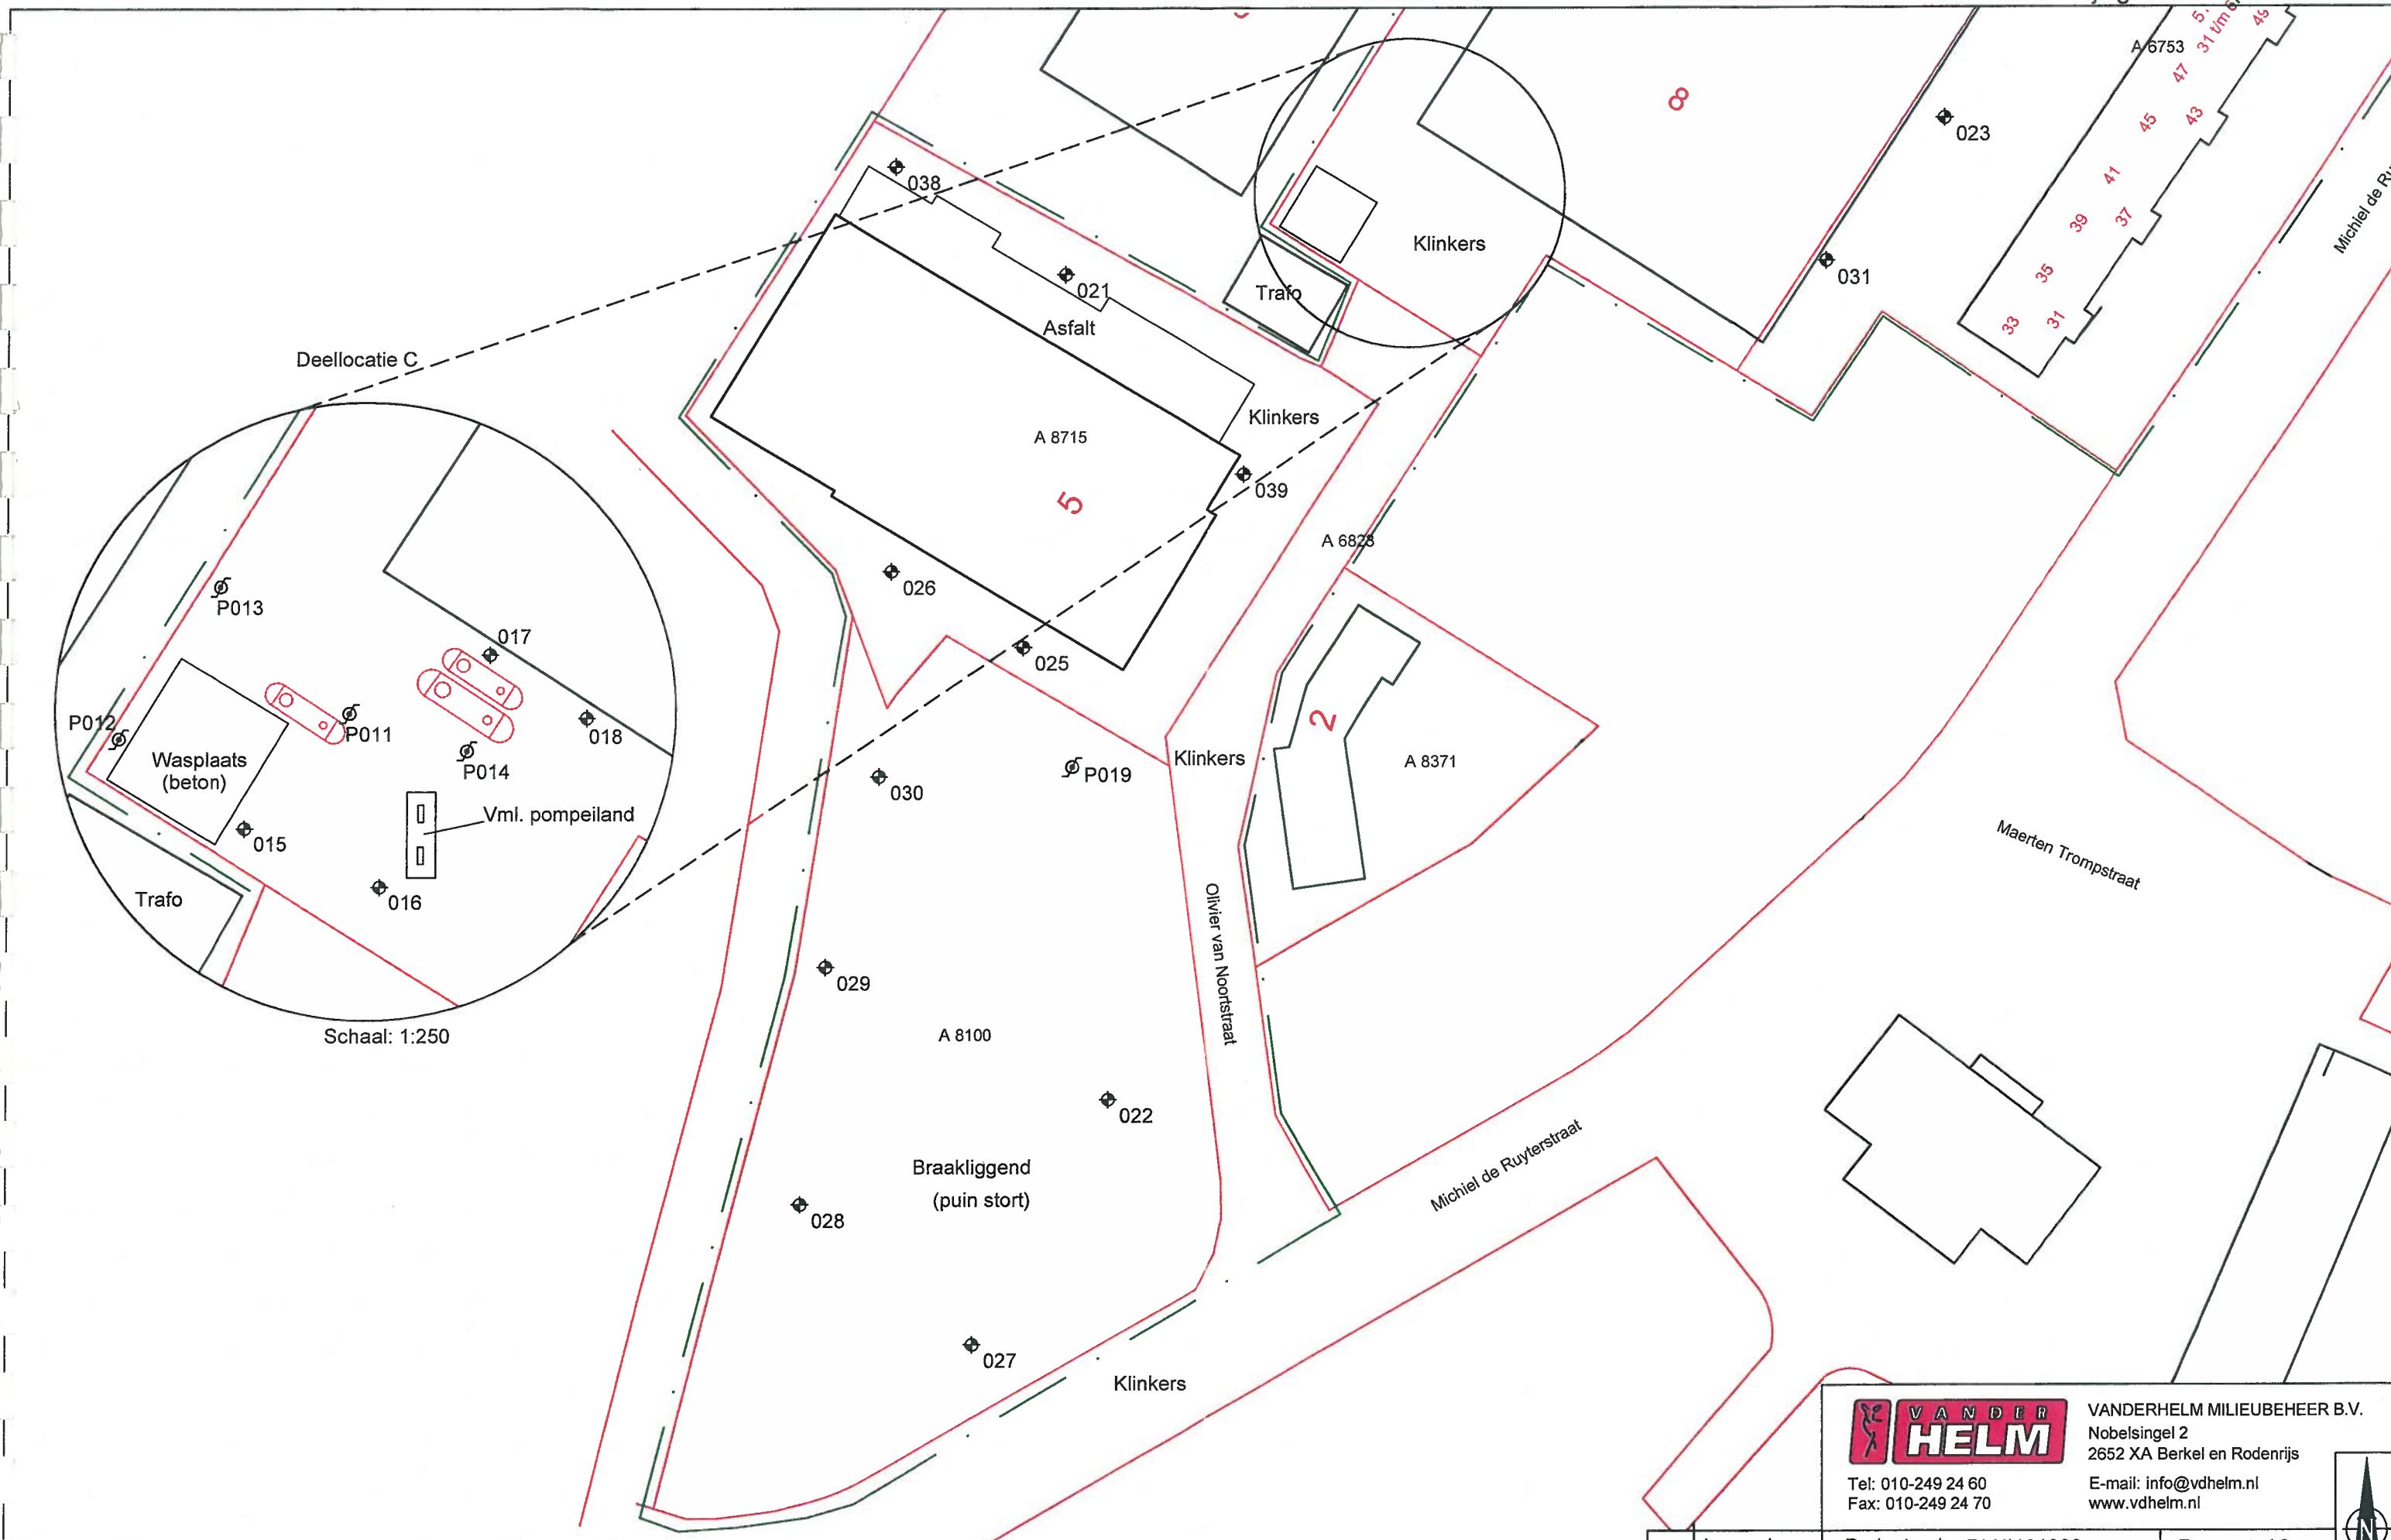 A 6753
31 t/m
49
47
45
43
41
39
37
35
33
31
8
023
031
Michiel de
038
021
Asfalt
Trafo
Klinkers
Klinkers
A 8715
5
039
026
025
A 6823
2
A 8371
Klinkers
Deellocatie C
P013
017
P012
P011
018
P014
Wasplaats
(beton)
Vml. pompeiland
015
016
Trafo
Schaal: 1:250
030
P019
029
A 8100
022
Olivier van Noortstraat
Maerten Trompstraat
Michiel de Ruyterstraat
Braakliggend
(puin stort)
028
027
Klinkers
VANDER
HELM
VANDERHELM MILIEUBEHEER B.V.
Nobelsingel 2
2652 XA Berkel en Rodenrijs
Tel: 010-249 24 60
E-mail: info@vdhelm.nl
Fax: 010-249 24 70
www.vdhelm.nl
N